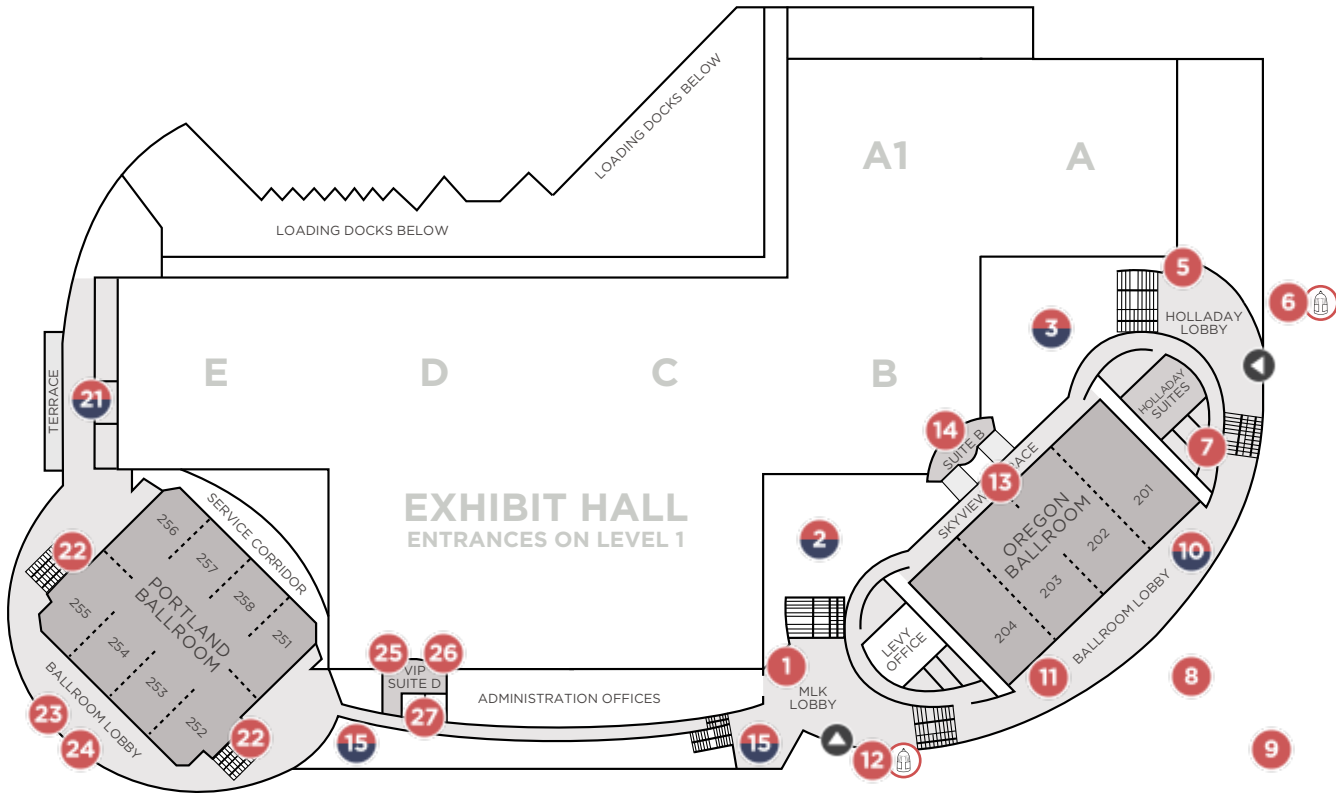 LOADING DOCKS BELOW
A1
A
LOADING DOCKS BELOW
5
6
HOLLADAY
LOBBY
3
E
D
C
B
TERRACE
21
HOLLADAY
SUITES
14
SUITE B
7
13
SKYVIEW TERRACE
201
202
203
204
OREGON
BALLROOM
EXHIBIT HALL
ENTRANCES ON LEVEL 1
2
10
SERVICE CORRIDOR
256
257
258
251
22
PORTLAND
BALLROOM
255
254
253
252
BALLROOM LOBBY
LEVY
OFFICE
25
26
VIP
SUITE D
27
ADMINISTRATION OFFICES
1
MLK
LOBBY
11
8
BALLROOM LOBBY
23
24
22
15
15
12
9